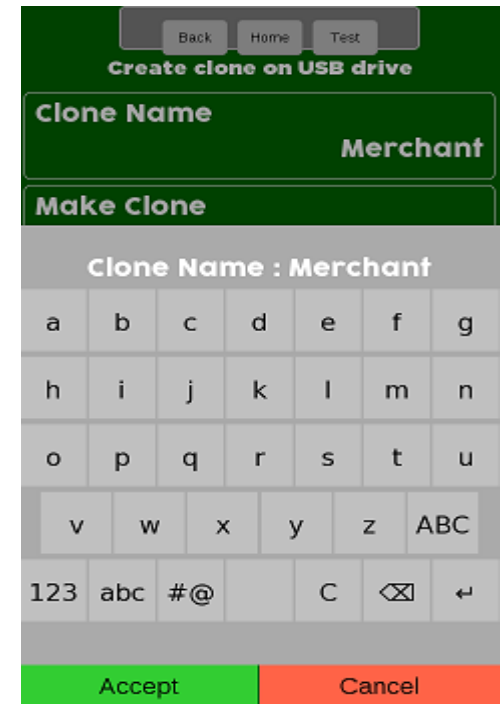 Back Home Test
Create clone on USB drive
Clone Name
Merchant
Make Clone
Clone Name : Merchant
a b c d e f g
h i j k l m n
o p q r s t u
v w x y z ABC
123 abc #@ C ⌫ ↵
Accept Cancel